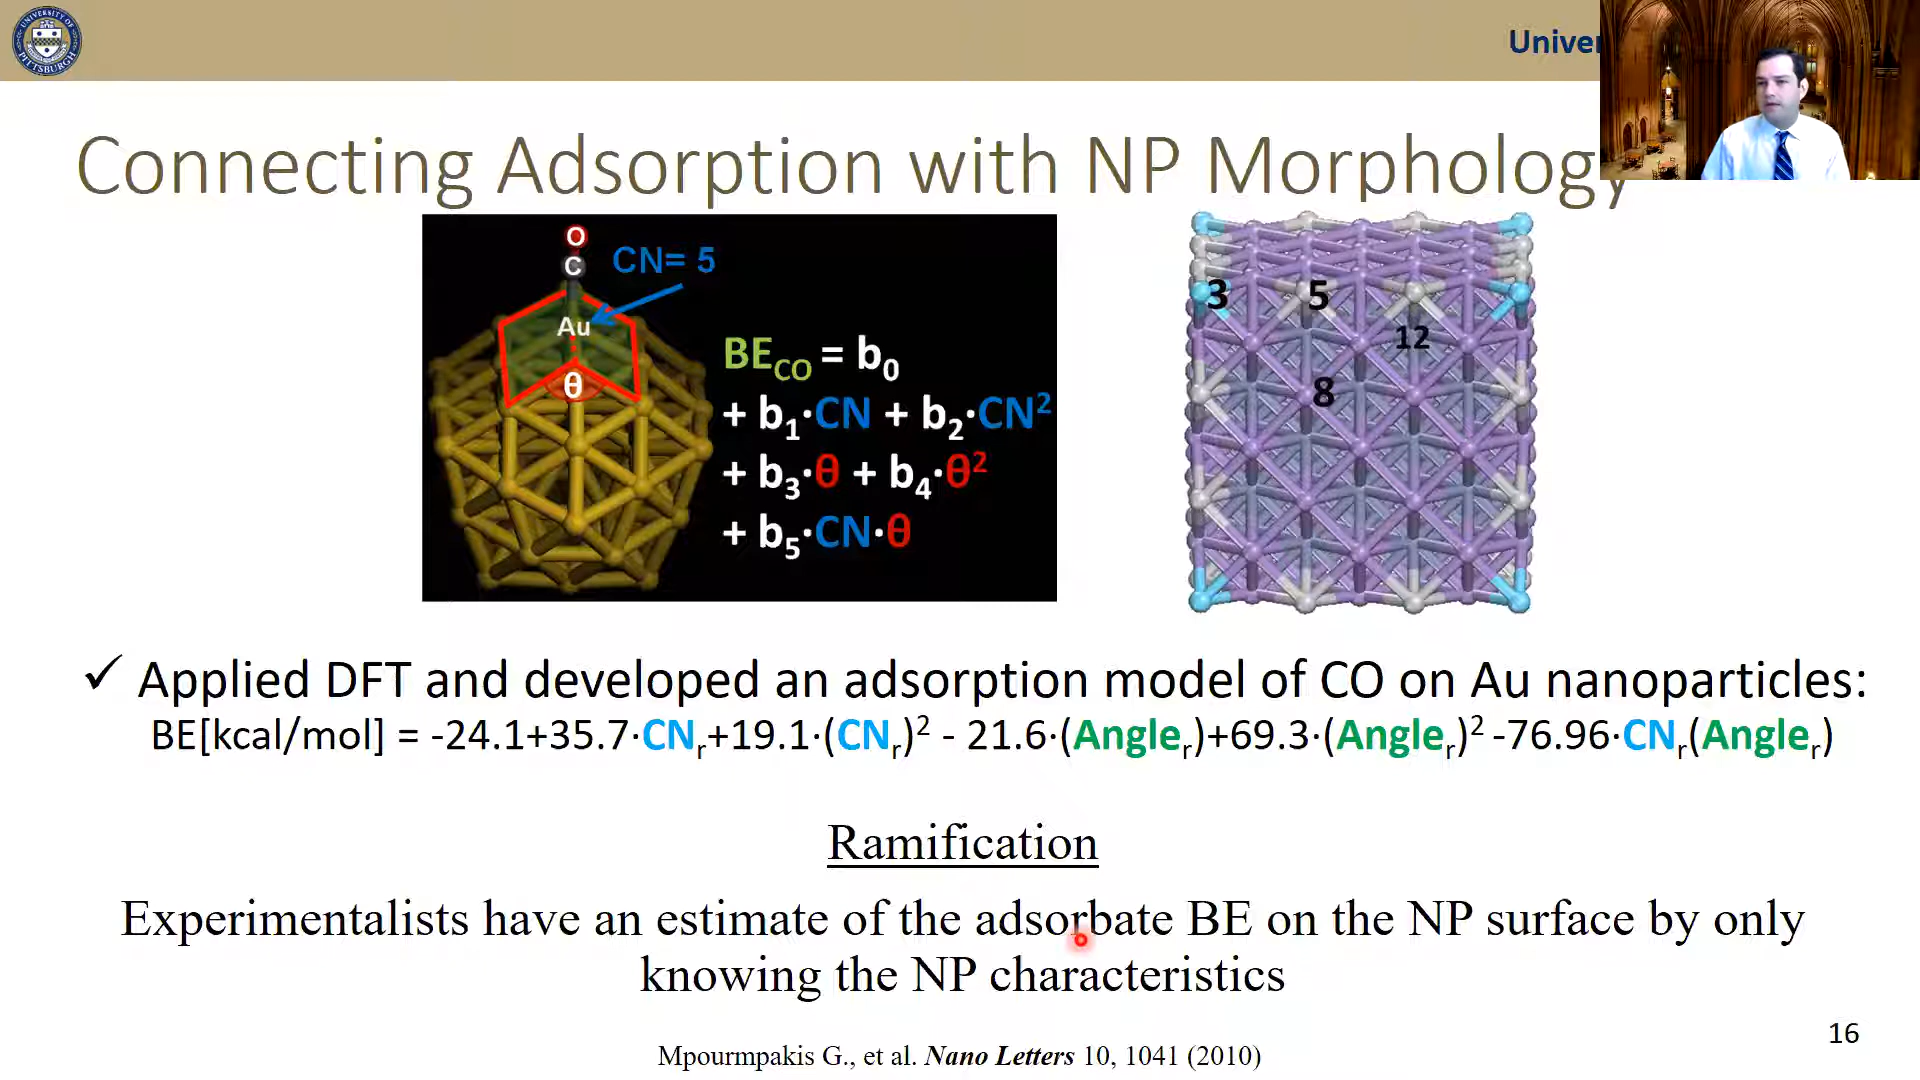 UNIVERSITY OF
PITTSBURGH
Univer
Connecting Adsorption with NP Morphology
O
C
CN= 5
Au
θ
BE_CO = b_0
+ b_1·CN + b_2·CN²
+ b_3·θ + b_4·θ²
+ b_5·CN·θ
3
5
12
8
✓ Applied DFT and developed an adsorption model of CO on Au nanoparticles:
BE[kcal/mol] = -24.1+35.7·CN_r+19.1·(CN_r)² - 21.6·(Angle_r)+69.3·(Angle_r)² -76.96·CN_r(Angle_r)
Ramification
Experimentalists have an estimate of the adsorbate BE on the NP surface by only
knowing the NP characteristics
Mpourmpakis G., et al. Nano Letters 10, 1041 (2010)
16